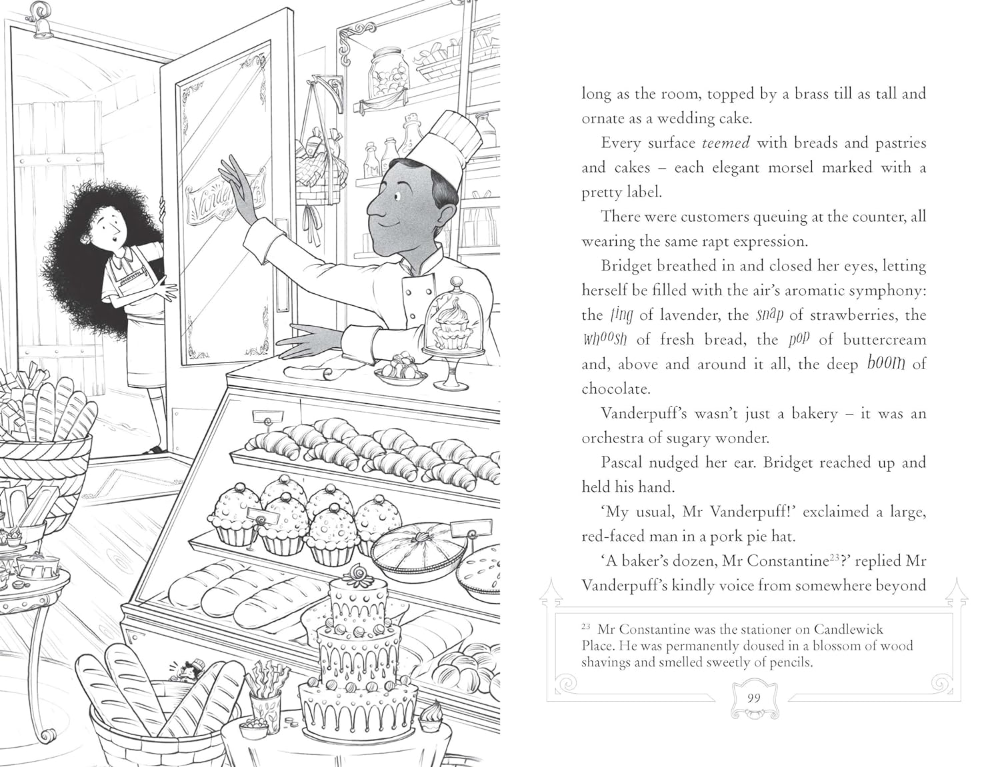 long as the room, topped by a brass till as tall and
ornate as a wedding cake.
Every surface teemed with breads and pastries
and cakes – each elegant morsel marked with a
pretty label.
There were customers queuing at the counter, all
wearing the same rapt expression.
Bridget breathed in and closed her eyes, letting
herself be filled with the air’s aromatic symphony:
the ting of lavender, the snap of strawberries, the
whoosh of fresh bread, the pop of buttercream
and, above and around it all, the deep boom of
chocolate.
Vanderpuff’s wasn’t just a bakery – it was an
orchestra of sugary wonder.
Pascal nudged her ear. Bridget reached up and
held his hand.
‘My usual, Mr Vanderpuff!’ exclaimed a large,
red-faced man in a pork pie hat.
‘A baker’s dozen, Mr Constantine²³?’ replied Mr
Vanderpuff’s kindly voice from somewhere beyond
²³ Mr Constantine was the stationer on Candlewick
Place. He was permanently doused in a blossom of wood
shavings and smelled sweetly of pencils.
99